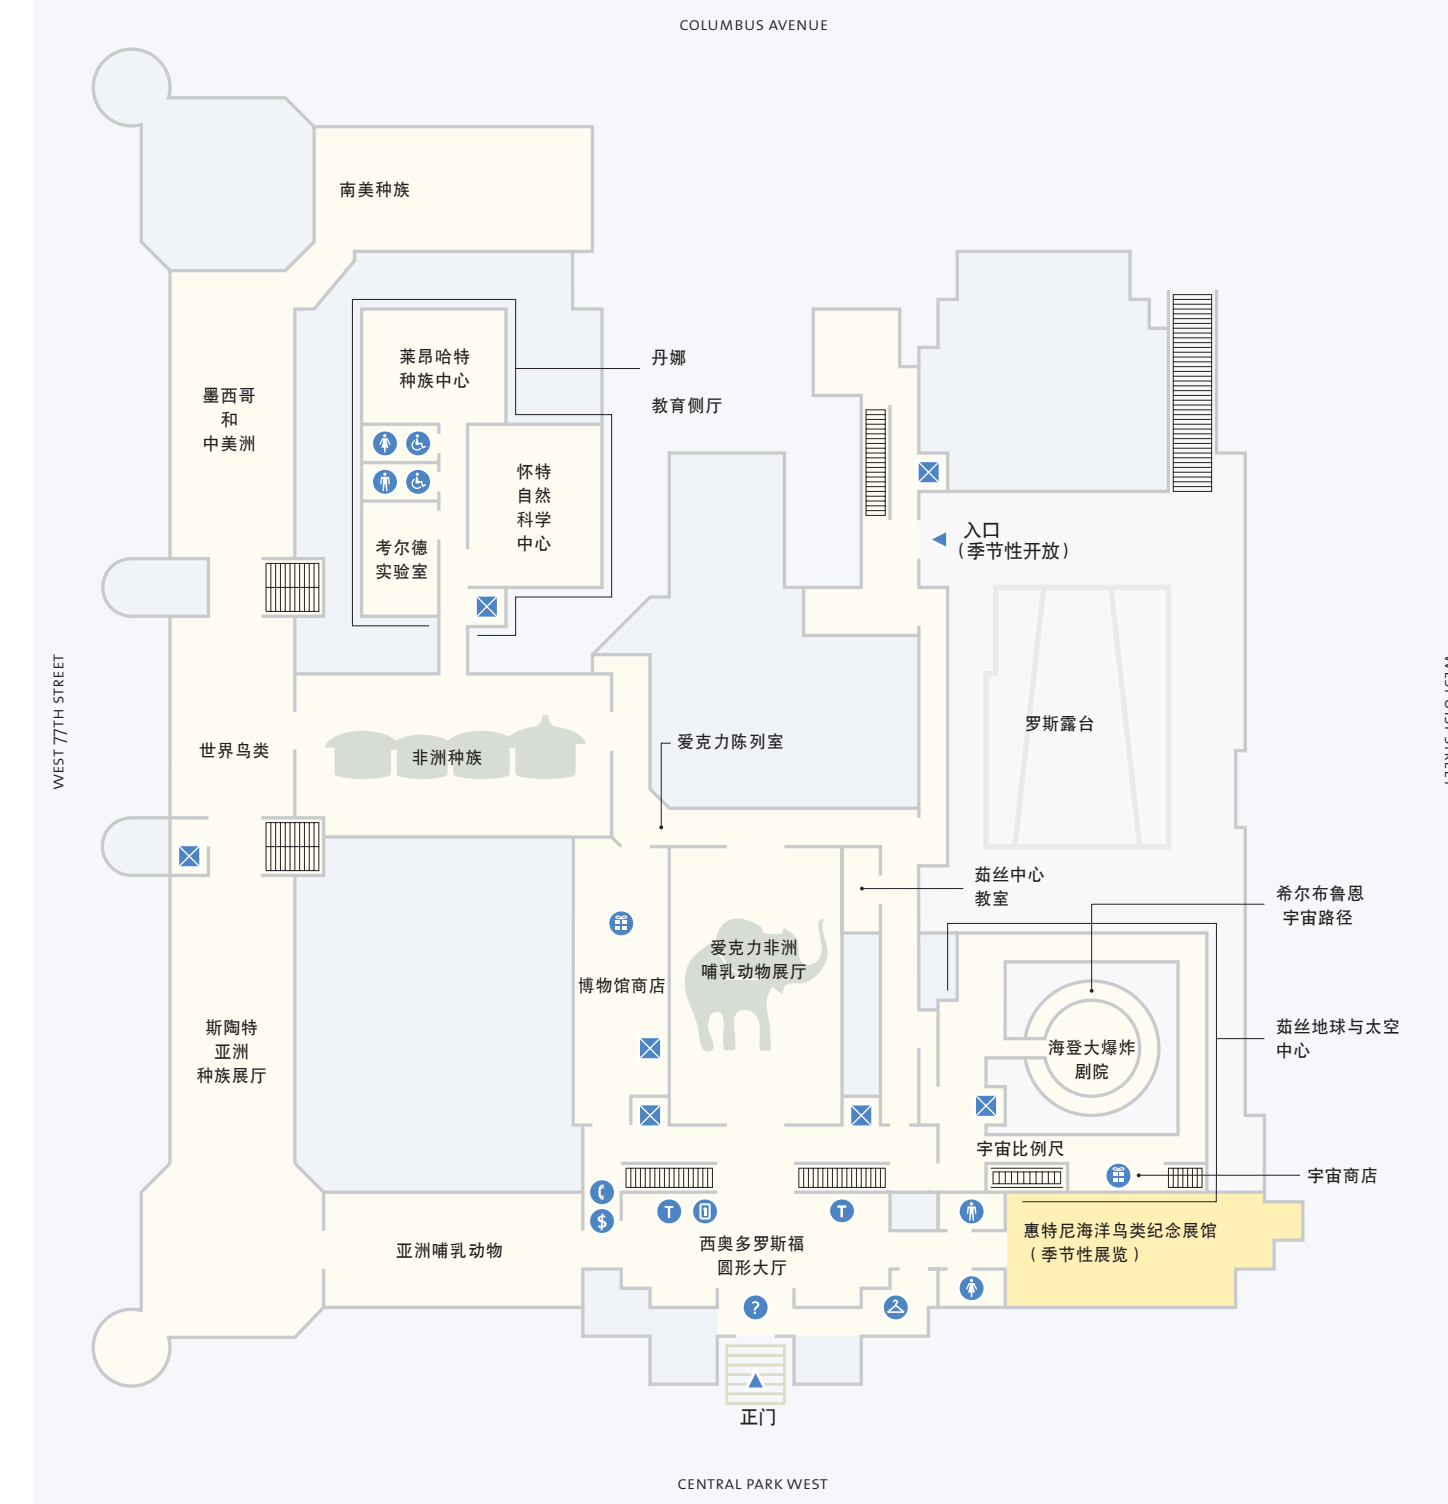 COLUMBUS AVENUE
南美种族
莱昂哈特
种族中心
丹娜
教育侧厅
墨西哥
和
中美洲
怀特
自然
科学
中心
考尔德
实验室
入口
（季节性开放）
WEST 77TH STREET
世界鸟类
非洲种族
爱克力陈列室
罗斯露台
茹丝中心
教室
希尔布鲁恩
宇宙路径
爱克力非洲
哺乳动物展厅
博物馆商店
斯陶特
亚洲
种族展厅
海登大爆炸
剧院
茹丝地球与太空
中心
宇宙比例尺
宇宙商店
T
T
$
亚洲哺乳动物
西奥多罗斯福
圆形大厅
惠特尼海洋鸟类纪念展馆
（季节性展览）
?
正门
CENTRAL PARK WEST